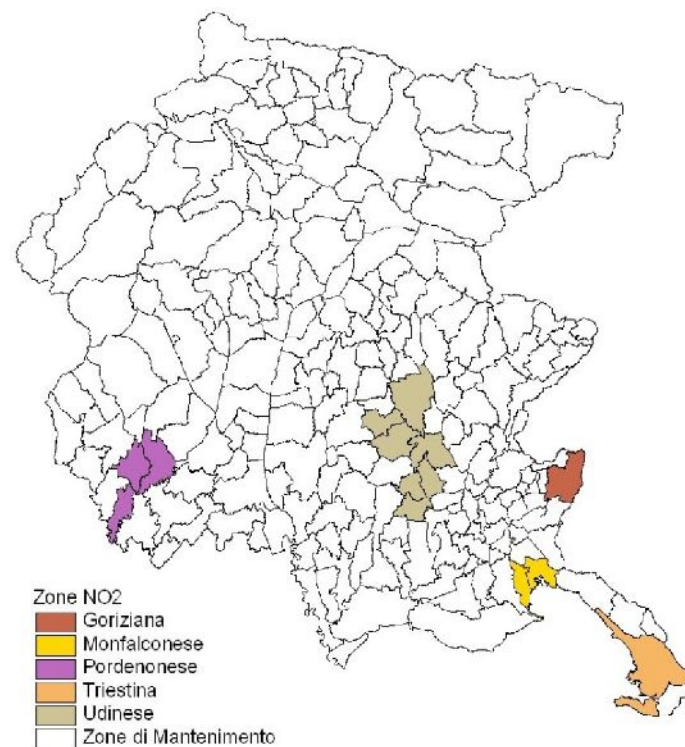 Zone NO2
Goriziana
Monfalconese
Pordenonese
Triestina
Udinese
Zone di Mantenimento